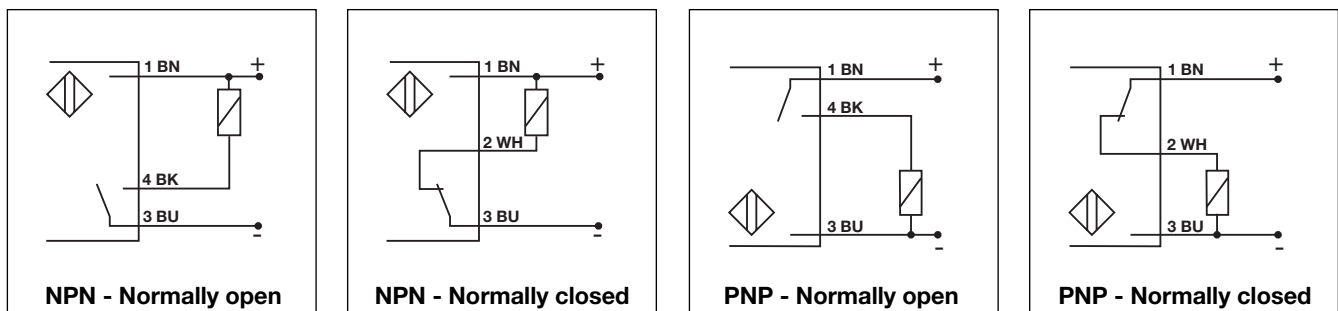 1 BN
+
4 BK
3 BU
-
NPN - Normally open
1 BN
+
2 WH
3 BU
-
NPN - Normally closed
1 BN
+
4 BK
3 BU
-
PNP - Normally open
1 BN
+
2 WH
3 BU
-
PNP - Normally closed